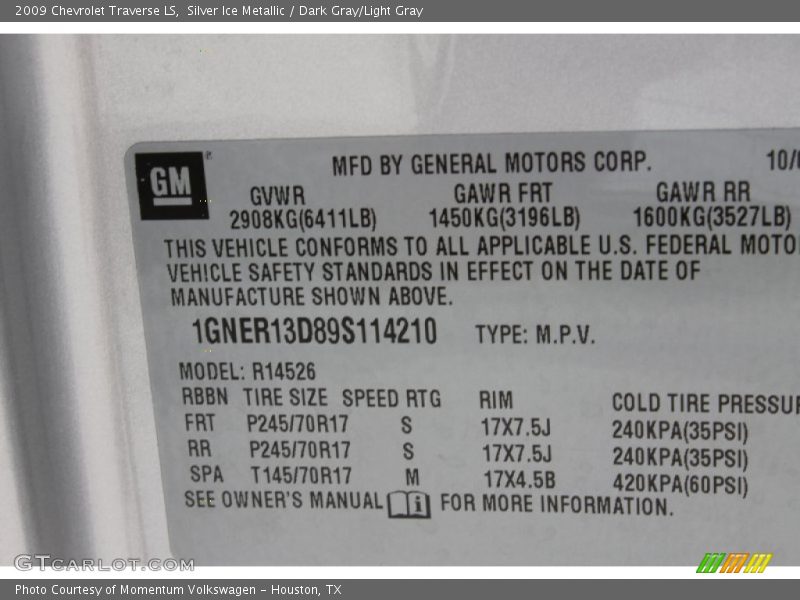 2009 Chevrolet Traverse LS, Silver Ice Metallic / Dark Gray/Light Gray
GM
MFD BY GENERAL MOTORS CORP. 10/
GVWR GAWR FRT GAWR RR
2908KG(6411LB) 1450KG(3196LB) 1600KG(3527LB)
THIS VEHICLE CONFORMS TO ALL APPLICABLE U.S. FEDERAL MOTO
VEHICLE SAFETY STANDARDS IN EFFECT ON THE DATE OF
MANUFACTURE SHOWN ABOVE.
1GNER13D89S114210 TYPE: M.P.V.
MODEL: R14526
RBBN TIRE SIZE SPEED RTG RIM COLD TIRE PRESSUR
FRT P245/70R17 S 17X7.5J 240KPA(35PSI)
RR P245/70R17 S 17X7.5J 240KPA(35PSI)
SPA T145/70R17 M 17X4.5B 420KPA(60PSI)
SEE OWNER'S MANUAL i FOR MORE INFORMATION.
GTCARLOT.COM
Photo Courtesy of Momentum Volkswagen - Houston, TX